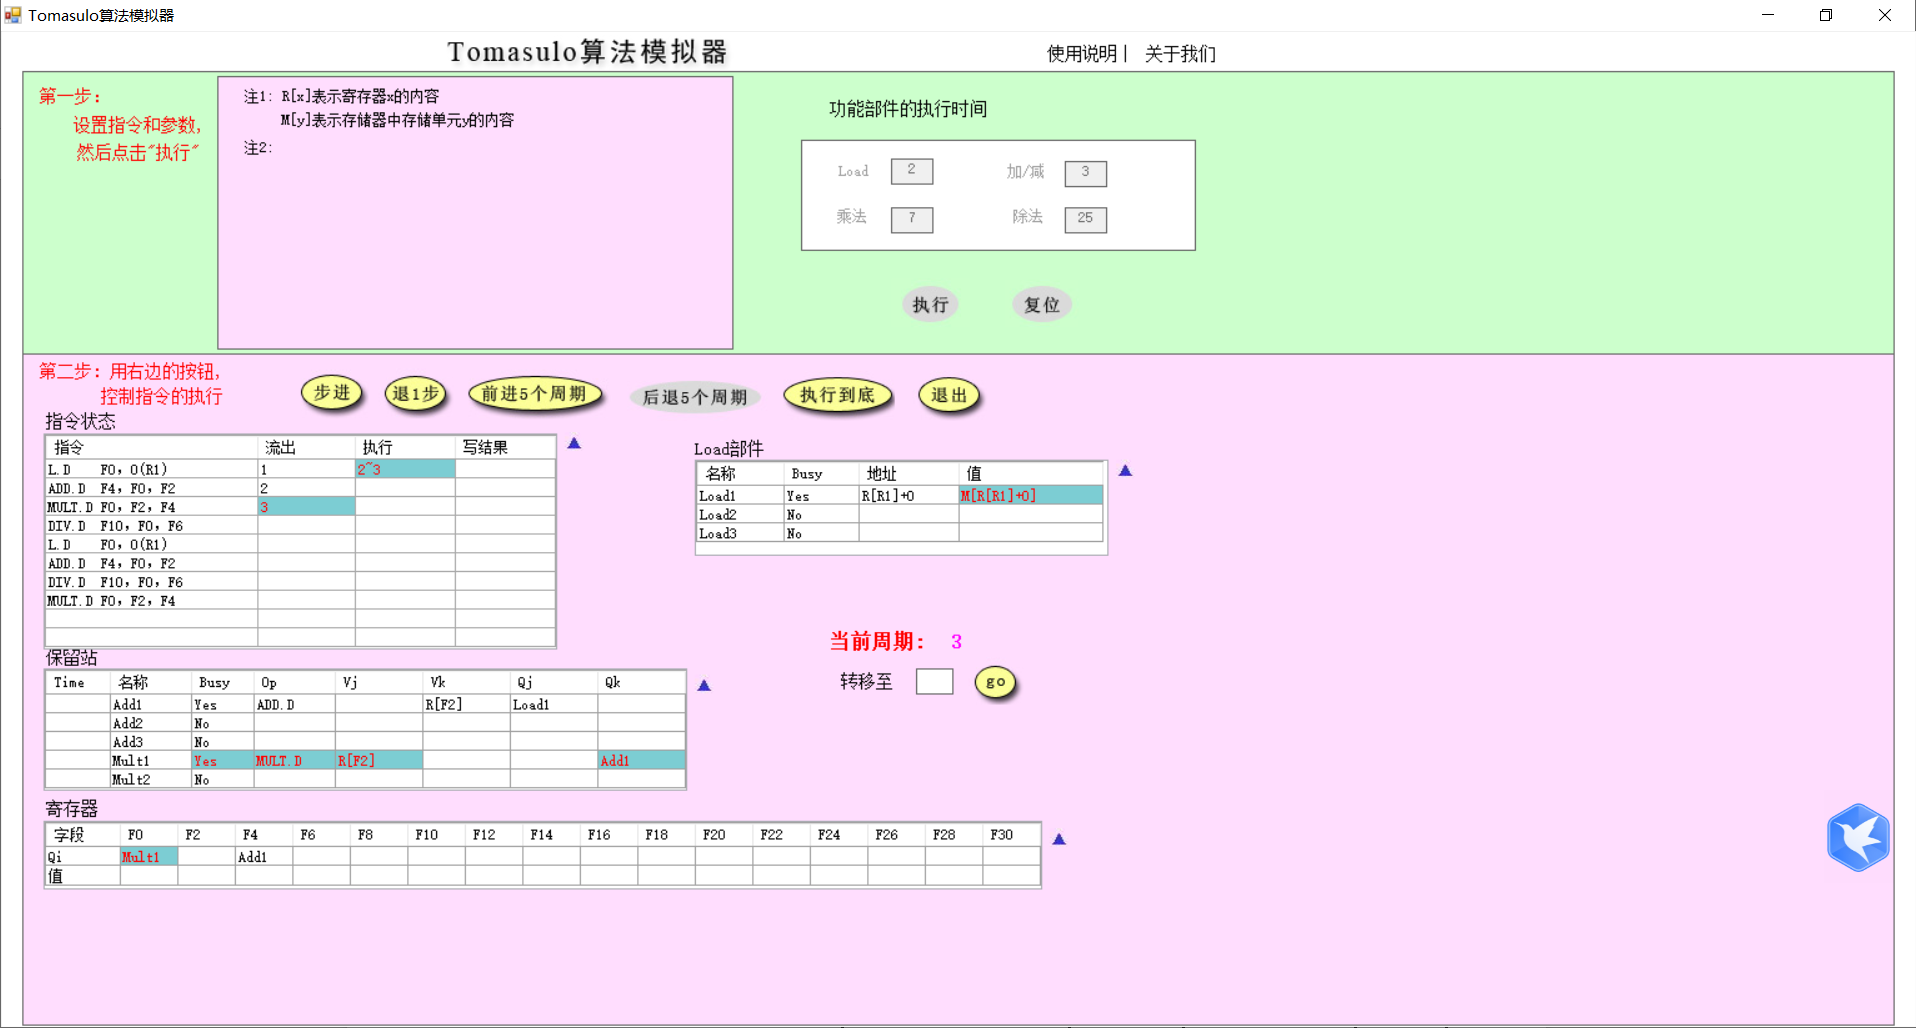 Tomasulo算法模拟器
Tomasulo算法模拟器
使用说明 | 关于我们
第一步：
设置指令和参数，
然后点击"执行"
注1：R[x]表示寄存器x的内容
M[y]表示存储器中存储单元y的内容
注2：
功能部件的执行时间
Load 2 加/减 3
乘法 7 除法 25
执行 复位
第二步：用右边的按钮，
控制指令的执行
步进 退1步 前进5个周期 后退5个周期 执行到底 退出
指令状态
指令 流出 执行 写结果
L.D F0，0(R1) 1 2~3
ADD.D F4，F0，F2 2
MULT.D F0，F2，F4 3
DIV.D F10，F0，F6
L.D F0，0(R1)
ADD.D F4，F0，F2
DIV.D F10，F0，F6
MULT.D F0，F2，F4
Load部件
名称 Busy 地址 值
Load1 Yes R[R1]+0 M[R[R1]+0]
Load2 No
Load3 No
当前周期： 3
转移至 go
保留站
Time 名称 Busy Op Vj Vk Qj Qk
Add1 Yes ADD.D R[F2] Load1
Add2 No
Add3 No
Mult1 Yes MULT.D R[F2] Add1
Mult2 No
寄存器
字段 F0 F2 F4 F6 F8 F10 F12 F14 F16 F18 F20 F22 F24 F26 F28 F30
Qi Mult1 Add1
值